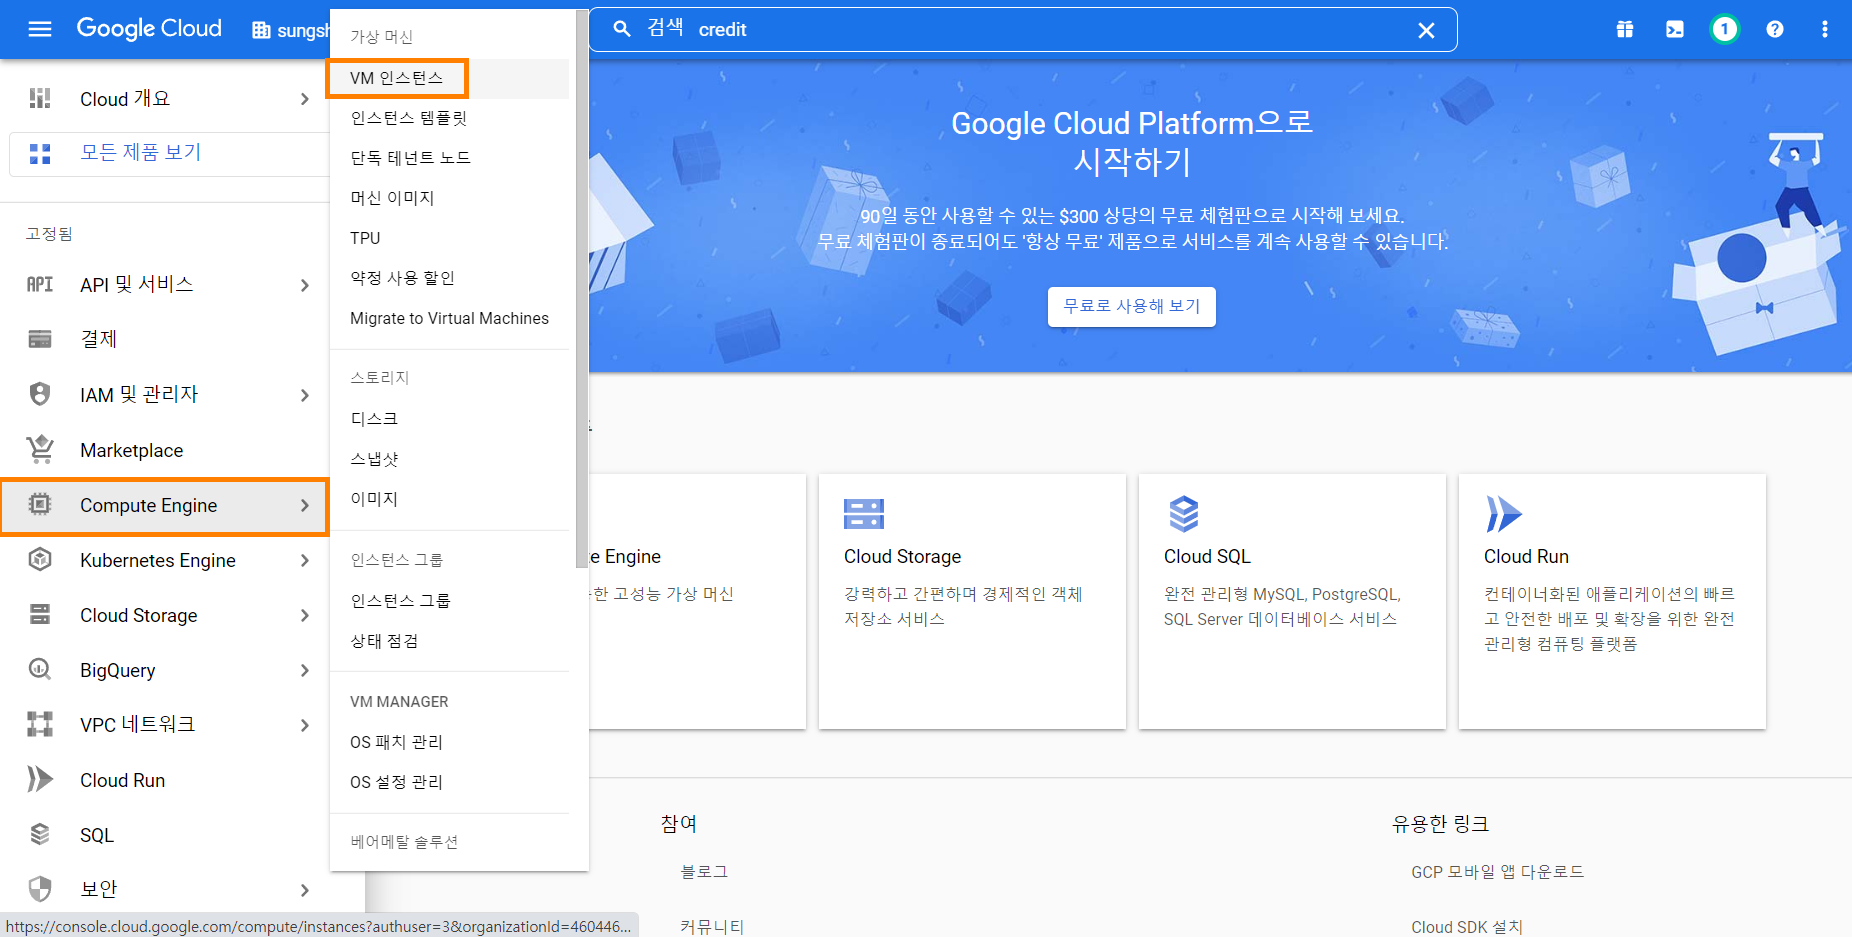 Google Cloud
sungsh
검색 credit
1
Cloud 개요
모든 제품 보기
고정됨
API API 및 서비스
결제
IAM 및 관리자
Marketplace
Compute Engine
Kubernetes Engine
Cloud Storage
BigQuery
VPC 네트워크
Cloud Run
SQL
보안
가상 머신
VM 인스턴스
인스턴스 템플릿
단독 테넌트 노드
머신 이미지
TPU
약정 사용 할인
Migrate to Virtual Machines
스토리지
디스크
스냅샷
이미지
인스턴스 그룹
인스턴스 그룹
상태 점검
VM MANAGER
OS 패치 관리
OS 설정 관리
베어메탈 솔루션
Google Cloud Platform으로
시작하기
90일 동안 사용할 수 있는 $300 상당의 무료 체험판으로 시작해 보세요.
무료 체험판이 종료되어도 '항상 무료' 제품으로 서비스를 계속 사용할 수 있습니다.
무료로 사용해 보기
e Engine
한 고성능 가상 머신
Cloud Storage
강력하고 간편하며 경제적인 객체
저장소 서비스
Cloud SQL
완전 관리형 MySQL, PostgreSQL,
SQL Server 데이터베이스 서비스
Cloud Run
컨테이너화된 애플리케이션의 빠르
고 안전한 배포 및 확장을 위한 완전
관리형 컴퓨팅 플랫폼
참여
블로그
커뮤니티
유용한 링크
GCP 모바일 앱 다운로드
Cloud SDK 설치
https://console.cloud.google.com/compute/instances?authuser=3&organizationId=460446...